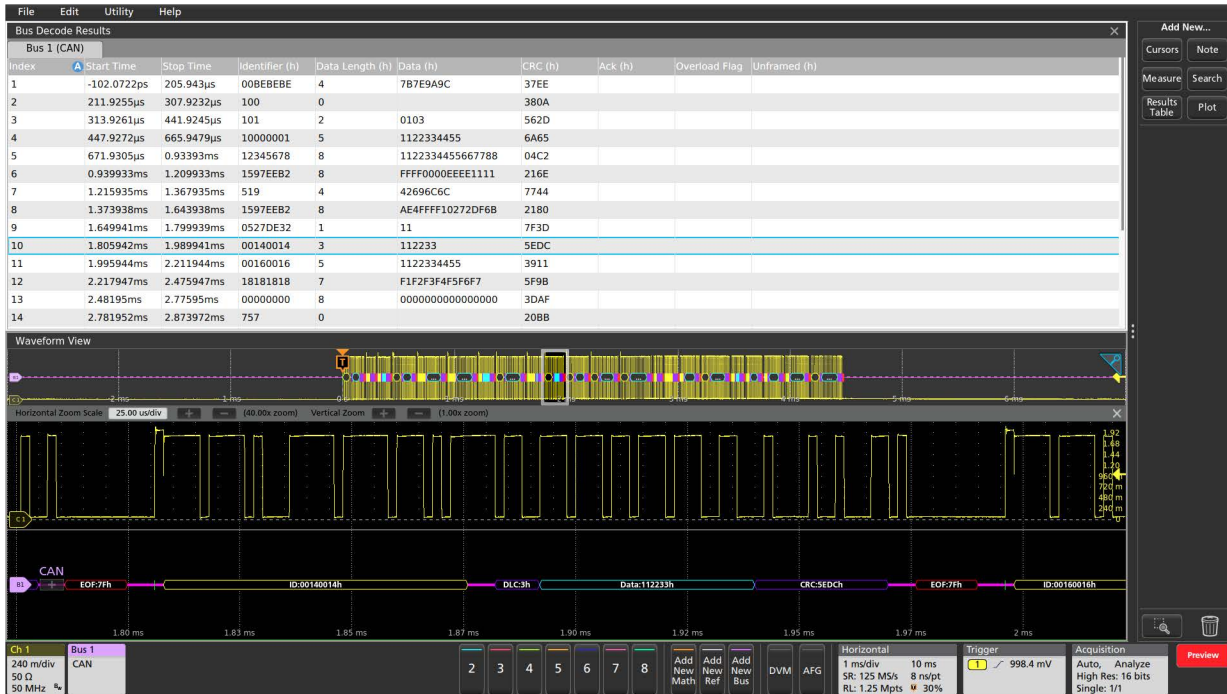 File Edit Utility Help
Bus Decode Results
Bus 1 (CAN)
Index A Start Time Stop Time Identifier (h) Data Length (h) Data (h) CRC (h) Ack (h) Overload Flag Unframed (h)
1 -102.0722ps 205.943µs 00BEBEBE 4 7B7E9A9C 37EE
2 211.9255µs 307.9232µs 100 0 380A
3 313.9261µs 441.9245µs 101 2 0103 562D
4 447.9272µs 665.9479µs 10000001 5 1122334455 6A65
5 671.9305µs 0.93393ms 12345678 8 1122334455667788 04C2
6 0.939933ms 1.209933ms 1597EEB2 8 FFFF0000EEEE1111 216E
7 1.215935ms 1.367935ms 519 4 42696C6C 7744
8 1.373938ms 1.643938ms 1597EEB2 8 AE4FFFF10272DF6B 2180
9 1.649941ms 1.799939ms 0527DE32 1 11 7F3D
10 1.805942ms 1.989941ms 00140014 3 112233 5EDC
11 1.995944ms 2.211944ms 00160016 5 1122334455 3911
12 2.217947ms 2.475947ms 18181818 7 F1F2F3F4F5F6F7 5F9B
13 2.48195ms 2.77595ms 00000000 8 0000000000000000 3DAF
14 2.781952ms 2.873972ms 757 0 20BB
Add New...
Cursors Note
Measure Search
Results Table Plot
Waveform View
T
-2 ms -1 ms 4 ms 5 ms 6 ms
C1
Horizontal Zoom Scale 25.00 us/div + − (40.00x zoom) Vertical Zoom + − (1.00x zoom)
1.92
1.68
1.44
1.20
960 m
720 m
480 m
240 m
C1
CAN
B1 + EOF:7Fh ID:00140014h DLC:3h Data:112233h CRC:5EDCh EOF:7Fh ID:00160016h
1.80 ms 1.83 ms 1.85 ms 1.87 ms 1.90 ms 1.92 ms 1.95 ms 1.97 ms 2 ms
Ch 1
240 m/div
50 Ω
50 MHz Bw
Bus 1
CAN
2 3 4 5 6 7 8
Add New Math
Add New Ref
Add New Bus
DVM AFG
Horizontal
1 ms/div 10 ms
SR: 125 MS/s 8 ns/pt
RL: 1.25 Mpts 30%
Trigger
1 998.4 mV
Acquisition
Auto, Analyze
High Res: 16 bits
Single: 1/1
Preview